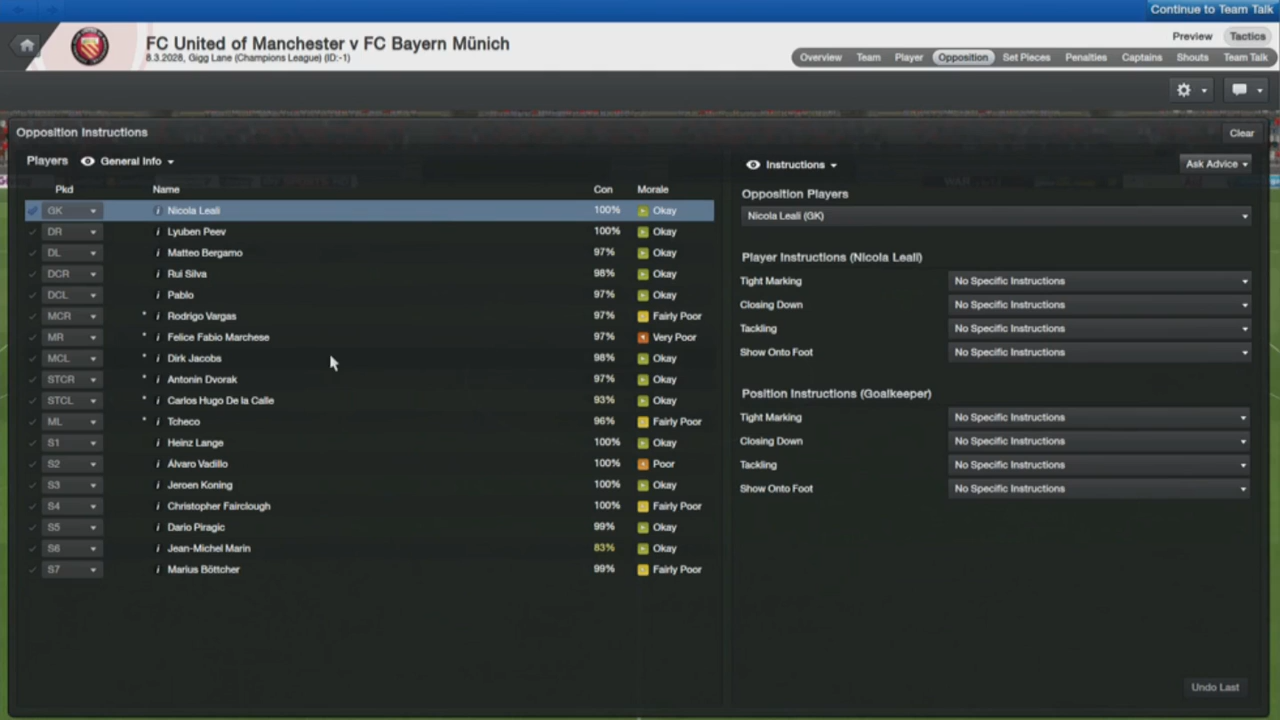 Continue to Team Talk
FC United of Manchester v FC Bayern Münich
8.3.2028, Gigg Lane (Champions League) (ID:-1)
Preview Tactics
Overview Team Player Opposition Set Pieces Penalties Captains Shouts Team Talk
Opposition Instructions
Clear
Players General Info
Instructions
Ask Advice
Pkd Name Con Morale
GK i Nicola Leali 100% Okay
DR i Lyuben Peev 100% Okay
DL i Matteo Bergamo 97% Okay
DCR i Rui Silva 98% Okay
DCL i Pablo 97% Okay
MCR * i Rodrigo Vargas 97% Fairly Poor
MR * i Felice Fabio Marchese 97% Very Poor
MCL * i Dirk Jacobs 98% Okay
STCR * i Antonin Dvorak 97% Okay
STCL * i Carlos Hugo De la Calle 93% Okay
ML * i Tcheco 96% Fairly Poor
S1 i Heinz Lange 100% Okay
S2 i Álvaro Vadillo 100% Poor
S3 i Jeroen Koning 100% Okay
S4 i Christopher Fairclough 100% Fairly Poor
S5 i Dario Piragic 99% Okay
S6 i Jean-Michel Marin 83% Okay
S7 i Marius Böttcher 99% Fairly Poor
Opposition Players
Nicola Leali (GK)
Player Instructions (Nicola Leali)
Tight Marking No Specific Instructions
Closing Down No Specific Instructions
Tackling No Specific Instructions
Show Onto Foot No Specific Instructions
Position Instructions (Goalkeeper)
Tight Marking No Specific Instructions
Closing Down No Specific Instructions
Tackling No Specific Instructions
Show Onto Foot No Specific Instructions
Undo Last